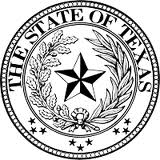 THE STATE OF TEXAS